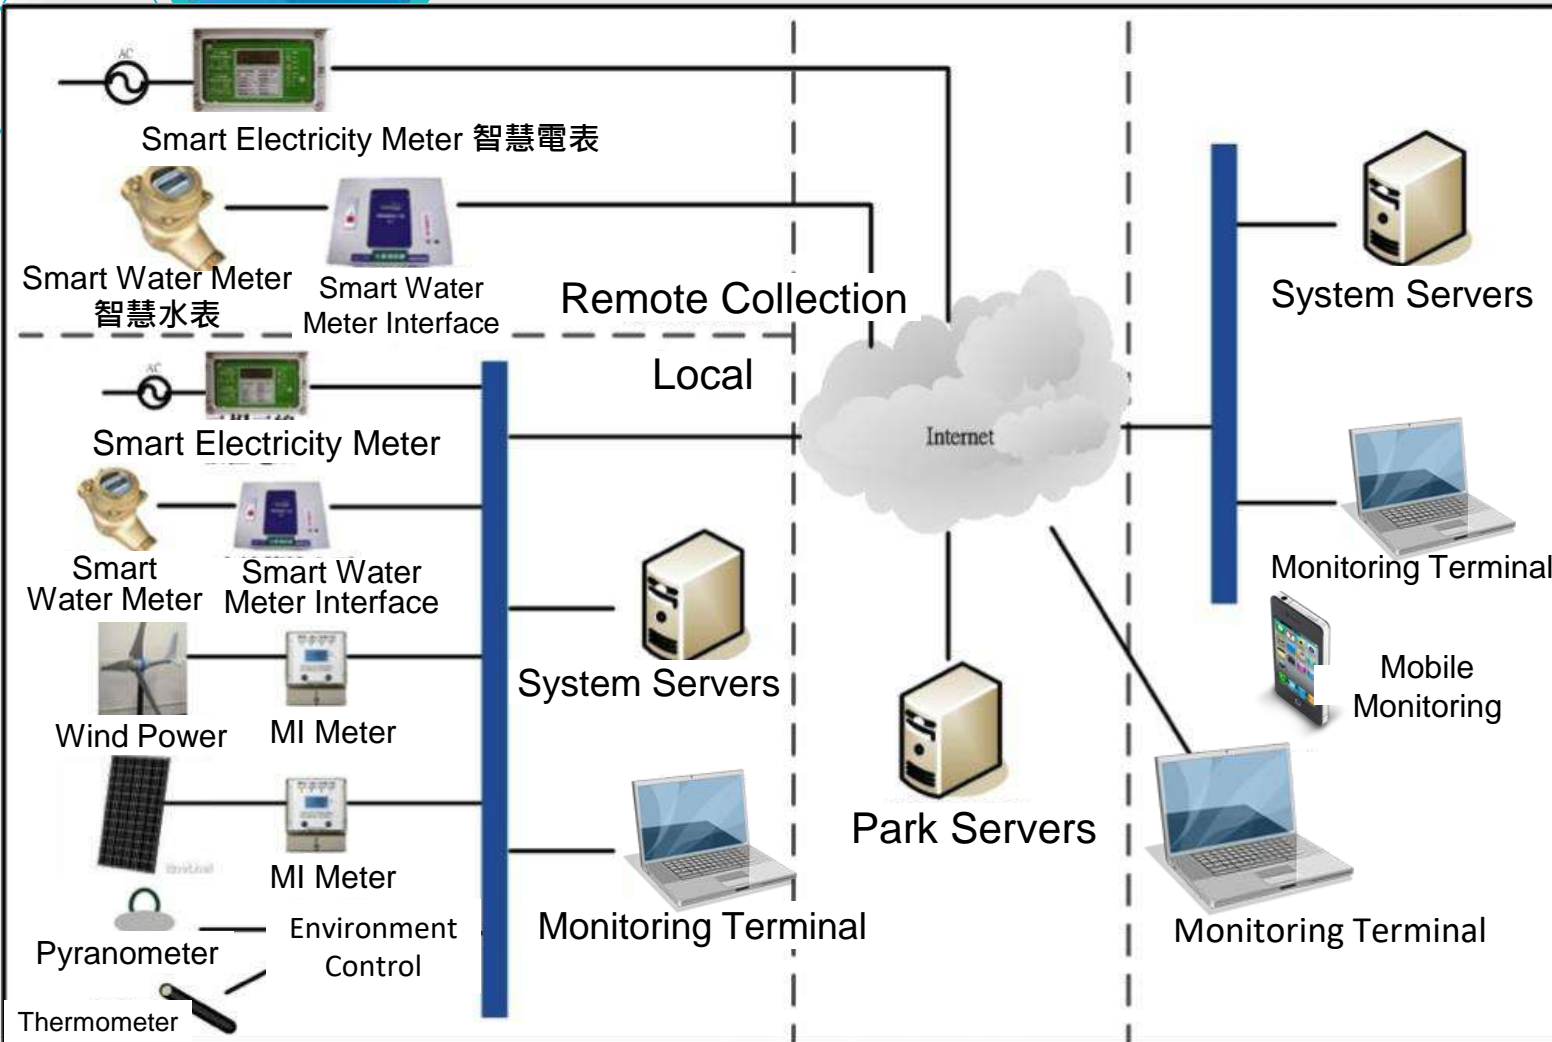 AC
Smart Electricity Meter 智慧電表
Smart Water Meter
智慧水表
Smart Water
Meter Interface
Remote Collection
Local
AC
Smart Electricity Meter
Smart
Water Meter
Smart Water
Meter Interface
Wind Power
MI Meter
MI Meter
Pyranometer
Environment
Control
Thermometer
System Servers
Monitoring Terminal
Internet
Park Servers
System Servers
Monitoring Terminal
Mobile
Monitoring
Monitoring Terminal